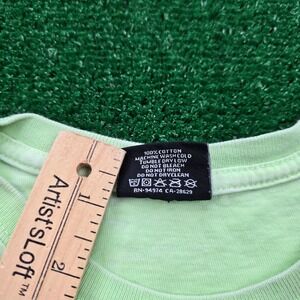 100% COTTON
MACHINE WASH COLD
TUMBLE DRY LOW
DO NOT BLEACH
DO NOT IRON
DO NOT DRYCLEAN
RN-94974 CA-28629
Artist'sLoft™
1
2